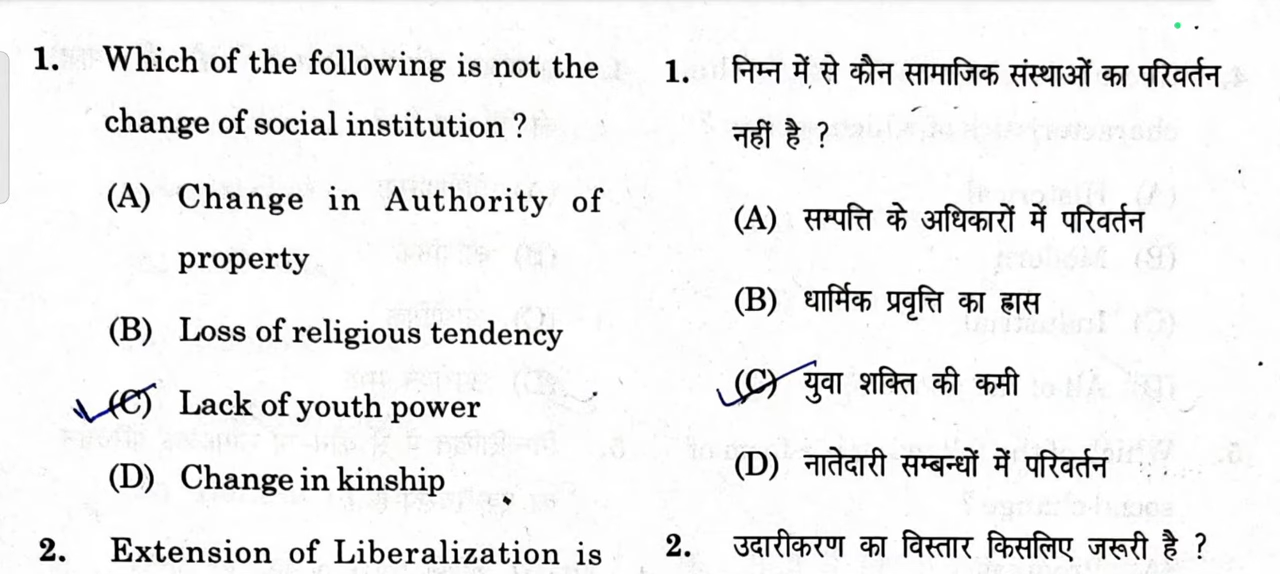 1. Which of the following is not the
change of social institution ?
(A) Change in Authority of
property
(B) Loss of religious tendency
(C) Lack of youth power
(D) Change in kinship
2. Extension of Liberalization is
1. निम्न में से कौन सामाजिक संस्थाओं का परिवर्तन
नहीं है ?
(A) सम्पत्ति के अधिकारों में परिवर्तन
(B) धार्मिक प्रवृत्ति का ह्रास
(C) युवा शक्ति की कमी
(D) नातेदारी सम्बन्धों में परिवर्तन
2. उदारीकरण का विस्तार किसलिए जरूरी है ?